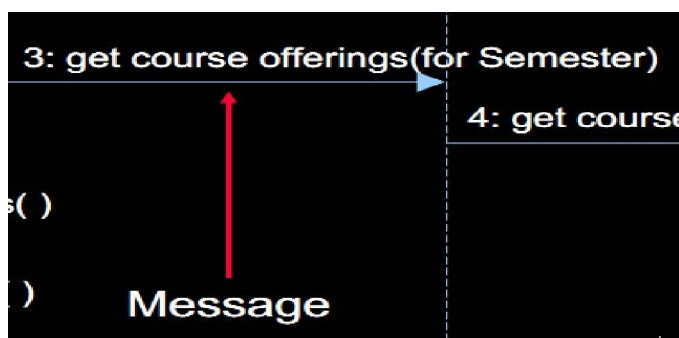 3: get course offerings(for Semester)
4: get course
s( )
( )
Message